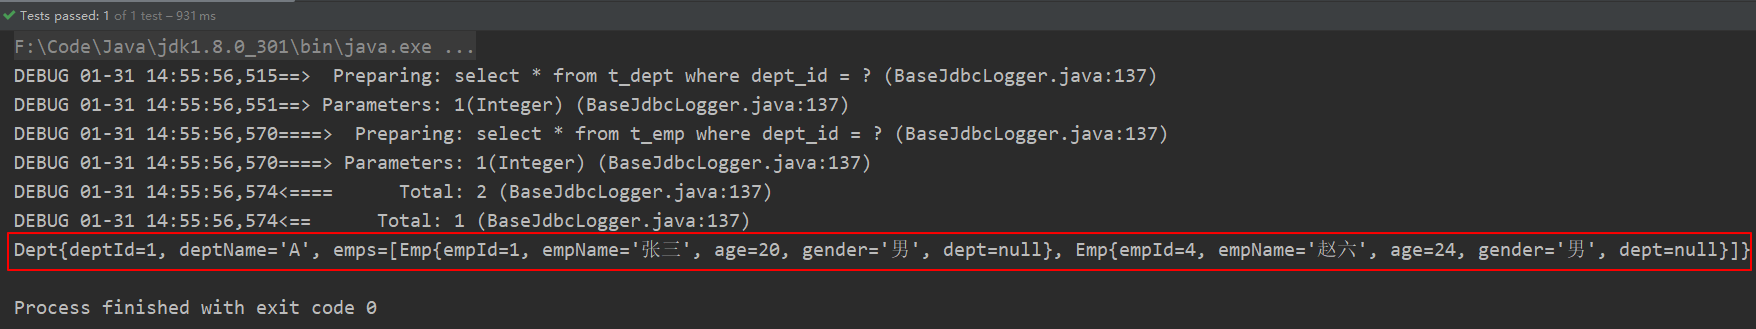 Tests passed: 1 of 1 test – 931 ms
F:\Code\Java\jdk1.8.0_301\bin\java.exe ...
DEBUG 01-31 14:55:56,515==>  Preparing: select * from t_dept where dept_id = ? (BaseJdbcLogger.java:137)
DEBUG 01-31 14:55:56,551==> Parameters: 1(Integer) (BaseJdbcLogger.java:137)
DEBUG 01-31 14:55:56,570====>  Preparing: select * from t_emp where dept_id = ? (BaseJdbcLogger.java:137)
DEBUG 01-31 14:55:56,570====> Parameters: 1(Integer) (BaseJdbcLogger.java:137)
DEBUG 01-31 14:55:56,574<====      Total: 2 (BaseJdbcLogger.java:137)
DEBUG 01-31 14:55:56,574<==      Total: 1 (BaseJdbcLogger.java:137)
Dept{deptId=1, deptName='A', emps=[Emp{empId=1, empName='张三', age=20, gender='男', dept=null}, Emp{empId=4, empName='赵六', age=24, gender='男', dept=null}]}
Process finished with exit code 0